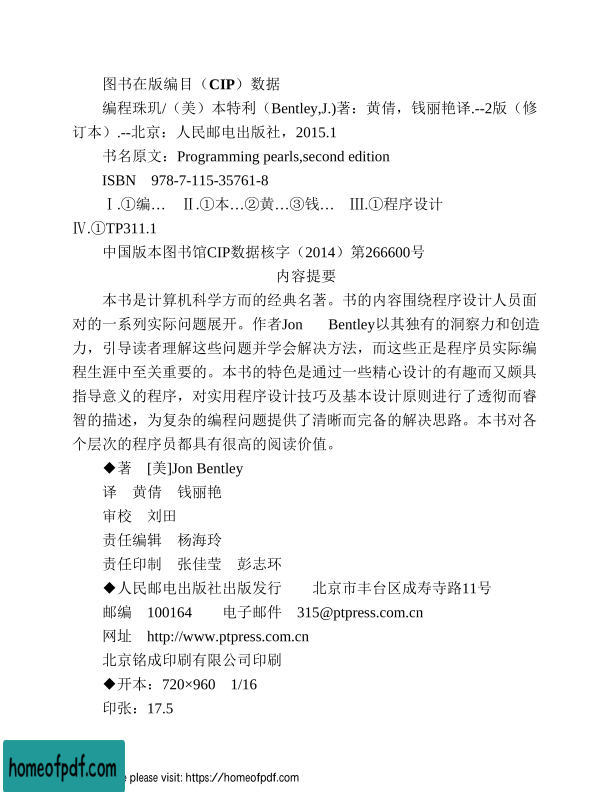 图书在版编目（CIP）数据
编程珠玑/（美）本特利（Bentley,J.)著：黄倩，钱丽艳译.--2版（修
订本）.--北京：人民邮电出版社，2015.1
书名原文：Programming pearls,second edition
ISBN 978-7-115-35761-8
Ⅰ.①编… Ⅱ.①本…②黄…③钱… Ⅲ.①程序设计
Ⅳ.①TP311.1
中国版本图书馆CIP数据核字（2014）第266600号
内容提要
本书是计算机科学方而的经典名著。书的内容围绕程序设计人员面
对的一系列实际问题展开。作者Jon Bentley以其独有的洞察力和创造
力，引导读者理解这些问题并学会解决方法，而这些正是程序员实际编
程生涯中至关重要的。本书的特色是通过一些精心设计的有趣而又颇具
指导意义的程序，对实用程序设计技巧及基本设计原则进行了透彻而睿
智的描述，为复杂的编程问题提供了清晰而完备的解决思路。本书对各
个层次的程序员都具有很高的阅读价值。
◆著 [美]Jon Bentley
译 黄倩 钱丽艳
审校 刘田
责任编辑 杨海玲
责任印制 张佳莹 彭志环
◆人民邮电出版社出版发行 北京市丰台区成寿寺路11号
邮编 100164 电子邮件 315@ptpress.com.cn
网址 http://www.ptpress.com.cn
北京铭成印刷有限公司印刷
◆开本：720×960 1/16
印张：17.5
homeofpdf.com
please visit: https://homeofpdf.com